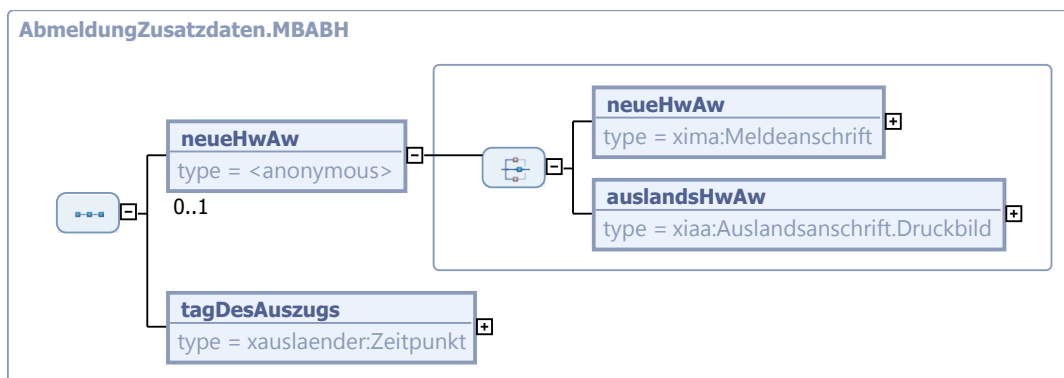 AbmeldungZusatzdaten.MBABH
neueHwAw
type = <anonymous>
0..1
neueHwAw
type = xima:Meldeanschrift
auslandsHwAw
type = xiaa:Auslandsanschrift.Druckbild
tagDesAuszugs
type = xauslaender:Zeitpunkt